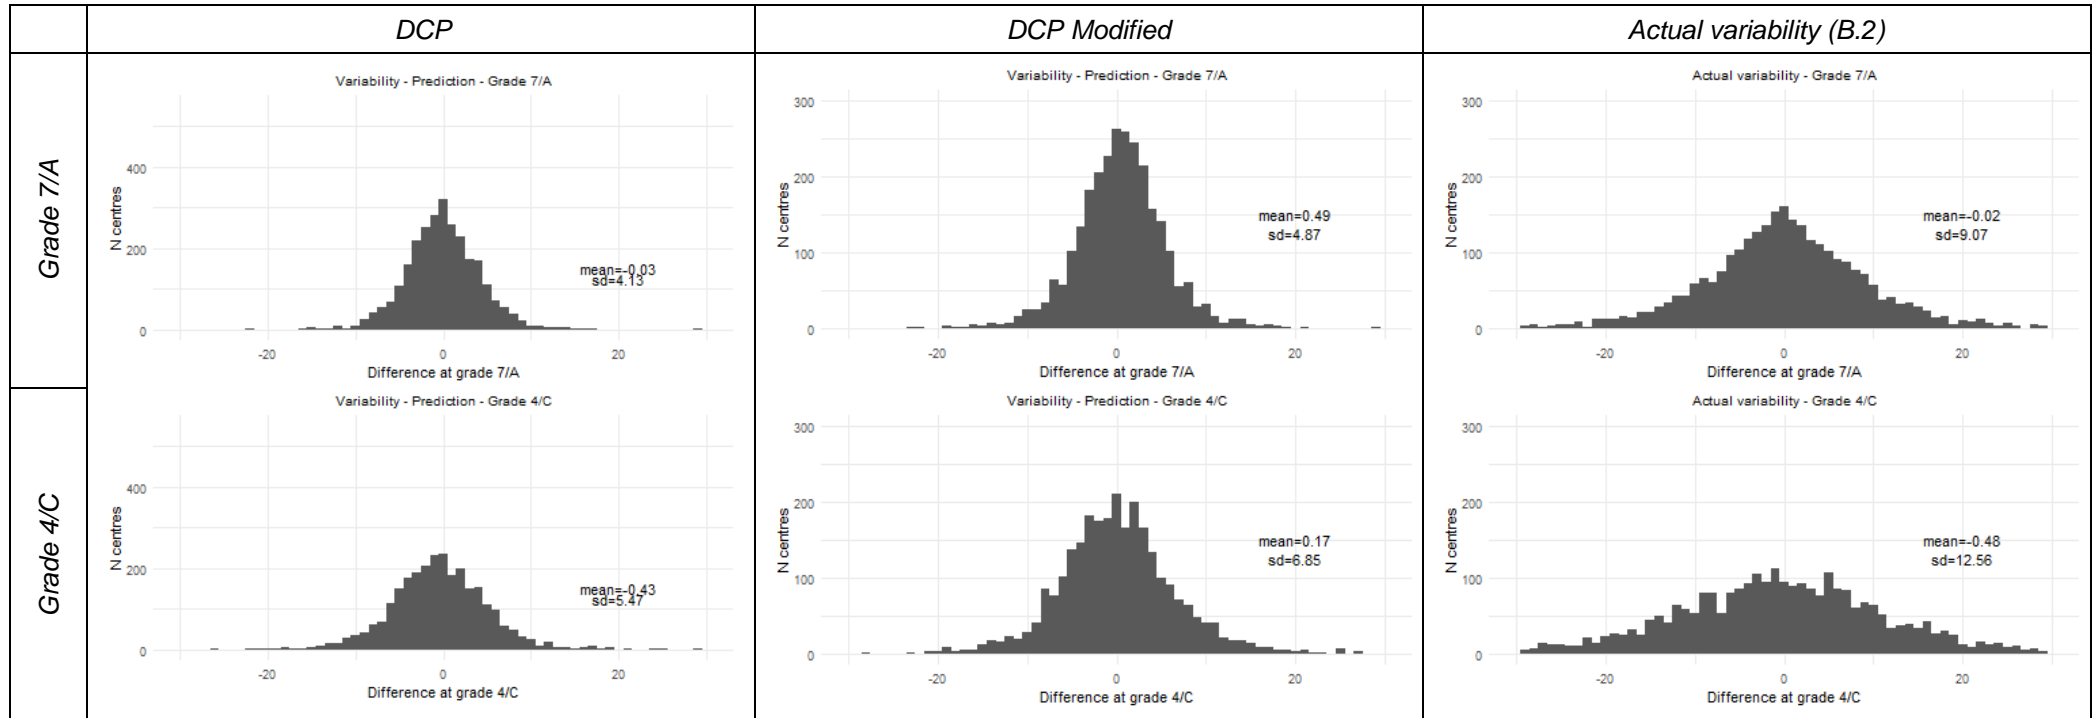 DCP
DCP Modified
Actual variability (B.2)
Grade 7/A
Variability - Prediction - Grade 7/A
400
200
0
N centres
mean=-0.03
sd=4.13
-20
0
20
Difference at grade 7/A
Variability - Prediction - Grade 7/A
300
200
100
0
N centres
mean=0.49
sd=4.87
-20
0
20
Difference at grade 7/A
Actual variability - Grade 7/A
300
200
100
0
N centres
mean=-0.02
sd=9.07
-20
0
20
Difference at grade 7/A
Grade 4/C
Variability - Prediction - Grade 4/C
400
200
0
N centres
mean=-0.43
sd=5.47
-20
0
20
Difference at grade 4/C
Variability - Prediction - Grade 4/C
300
200
100
0
N centres
mean=0.17
sd=6.85
-20
0
20
Difference at grade 4/C
Actual variability - Grade 4/C
300
200
100
0
N centres
mean=-0.48
sd=12.56
-20
0
20
Difference at grade 4/C